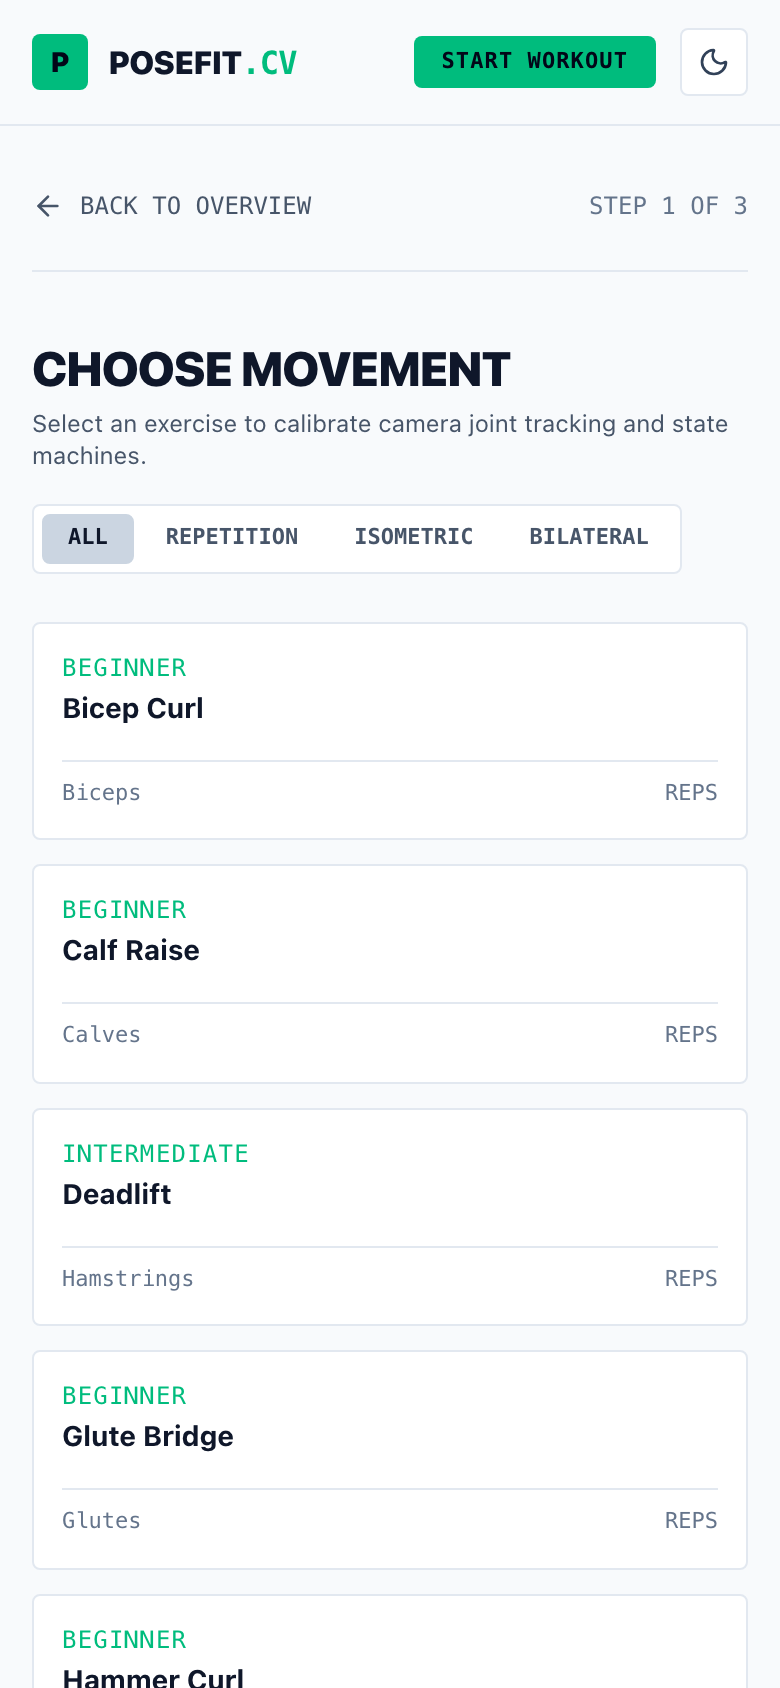 P POSEFIT.CV START WORKOUT
BACK TO OVERVIEW STEP 1 OF 3
CHOOSE MOVEMENT
Select an exercise to calibrate camera joint tracking and state
machines.
ALL REPETITION ISOMETRIC BILATERAL
BEGINNER
Bicep Curl
Biceps REPS
BEGINNER
Calf Raise
Calves REPS
INTERMEDIATE
Deadlift
Hamstrings REPS
BEGINNER
Glute Bridge
Glutes REPS
BEGINNER
Hammer Curl